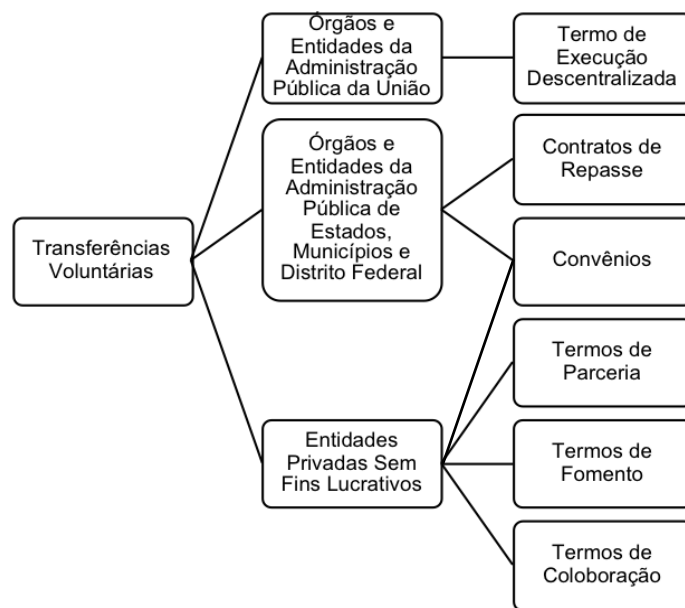 Transferências
Voluntárias
Órgãos e
Entidades da
Administração
Pública da União
Órgãos e
Entidades da
Administração
Pública de
Estados,
Municípios e
Distrito Federal
Entidades
Privadas Sem
Fins Lucrativos
Termo de
Execução
Descentralizada
Contratos de
Repasse
Convênios
Termos de
Parceria
Termos de
Fomento
Termos de
Coloboração